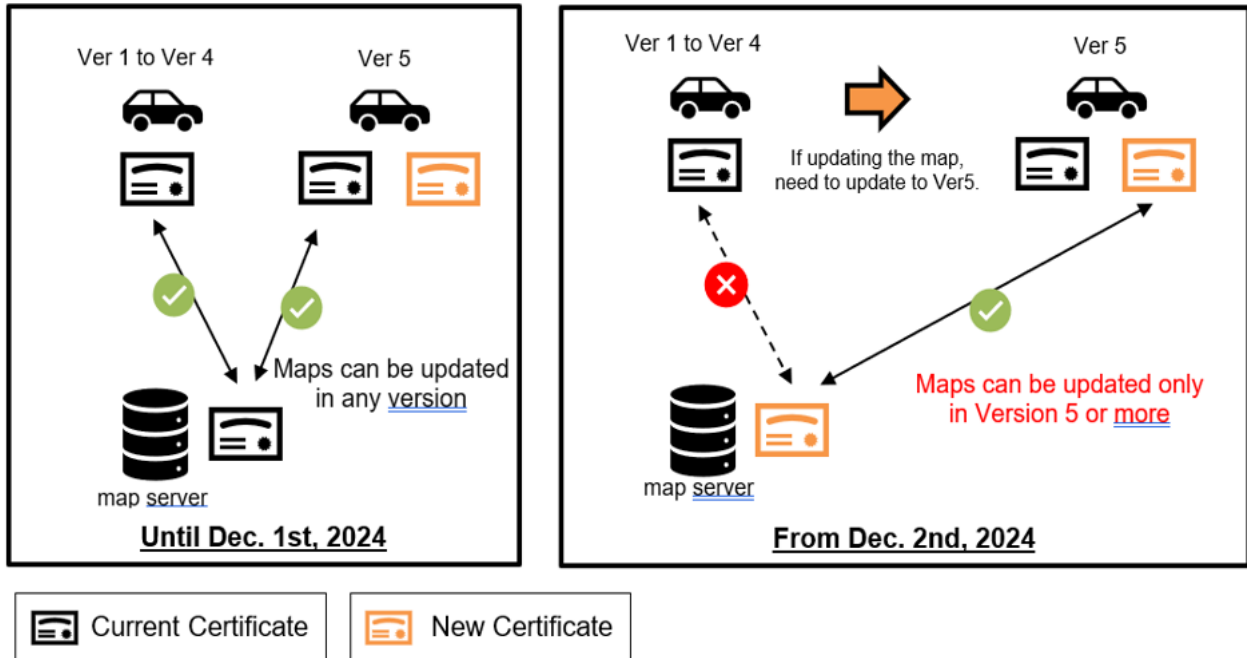 Ver 1 to Ver 4
Ver 5
Maps can be updated
in any version
map server
Until Dec. 1st, 2024
Ver 1 to Ver 4
Ver 5
If updating the map,
need to update to Ver5.
Maps can be updated only
in Version 5 or more
map server
From Dec. 2nd, 2024
Current Certificate
New Certificate